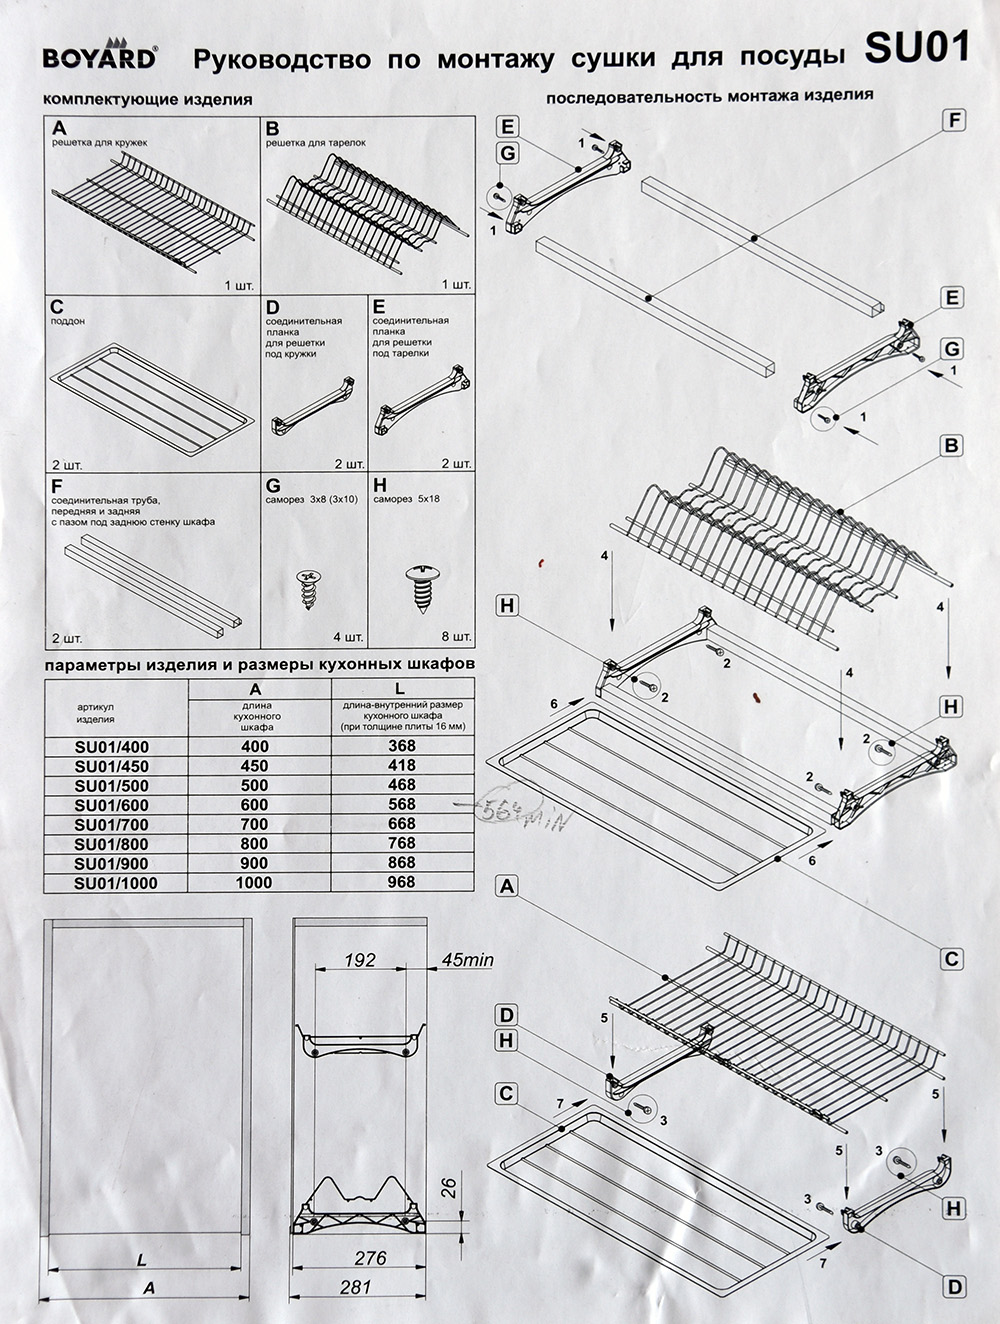 BOYARD® Руководство по монтажу сушки для посуды SU01
комплектующие изделия
последовательность монтажа изделия
A
решетка для кружек
1 шт.
B
решетка для тарелок
1 шт.
C
поддон
2 шт.
D
соединительная
планка
для решетки
под кружки
2 шт.
E
соединительная
планка
для решетки
под тарелки
2 шт.
F
соединительная труба,
передняя и задняя
с пазом под заднюю стенку шкафа
2 шт.
G
саморез 3х8 (3х10)
4 шт.
H
саморез 5х18
8 шт.
параметры изделия и размеры кухонных шкафов
артикул
изделия
A
длина
кухонного
шкафа
L
длина-внутренний размер
кухонного шкафа
(при толщине плиты 16 мм)
SU01/400 400 368
SU01/450 450 418
SU01/500 500 468
SU01/600 600 568
SU01/700 700 668
SU01/800 800 768
SU01/900 900 868
SU01/1000 1000 968
564 MIN
192
45min
26
276
281
L
A
E
G
1
1
F
E
G
1
1
B
4
4
4
H
2
2
6
H
2
2
6
C
A
D
H
C
5
7
3
5
5
3
3
H
7
D